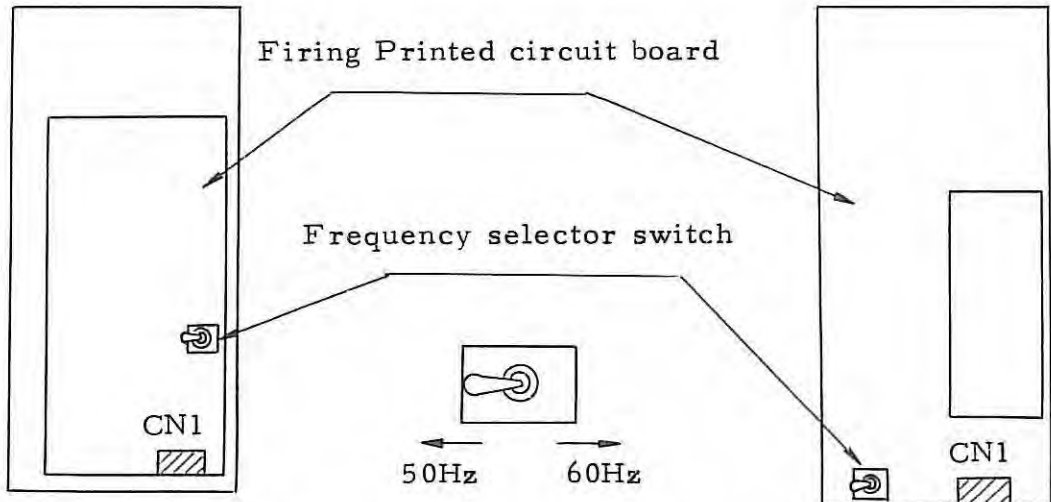 Firing Printed circuit board
Frequency selector switch
CN1
50Hz 60Hz
CN1